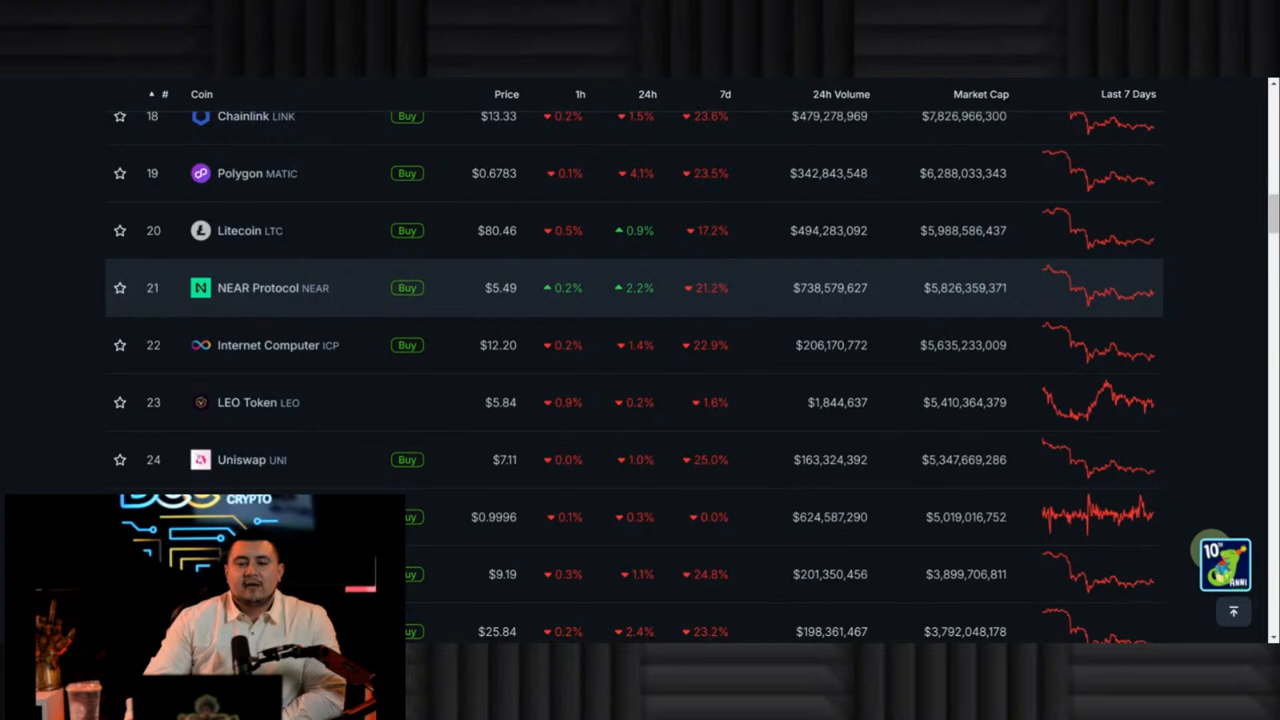 # Coin Price 1h 24h 7d 24h Volume Market Cap Last 7 Days
18 Chainlink LINK Buy $13.33 0.2% 1.5% 23.6% $479,278,969 $7,826,966,300
19 Polygon MATIC Buy $0.6783 0.1% 4.1% 23.5% $342,843,548 $6,288,033,343
20 Litecoin LTC Buy $80.46 0.5% 0.9% 17.2% $494,283,092 $5,988,586,437
21 NEAR Protocol NEAR Buy $5.49 0.2% 2.2% 21.2% $738,579,627 $5,826,359,371
22 Internet Computer ICP Buy $12.20 0.2% 1.4% 22.9% $206,170,772 $5,635,233,009
23 LEO Token LEO $5.84 0.9% 0.2% 1.6% $1,844,637 $5,410,364,379
24 Uniswap UNI Buy $7.11 0.0% 1.0% 25.0% $163,324,392 $5,347,669,286
uy $0.9996 0.1% 0.3% 0.0% $624,587,290 $5,019,016,752
uy $9.19 0.3% 1.1% 24.8% $201,350,456 $3,899,706,811
uy $25.84 0.2% 2.4% 23.2% $198,361,467 $3,792,048,178
CRYPTO
10TH
ANNI